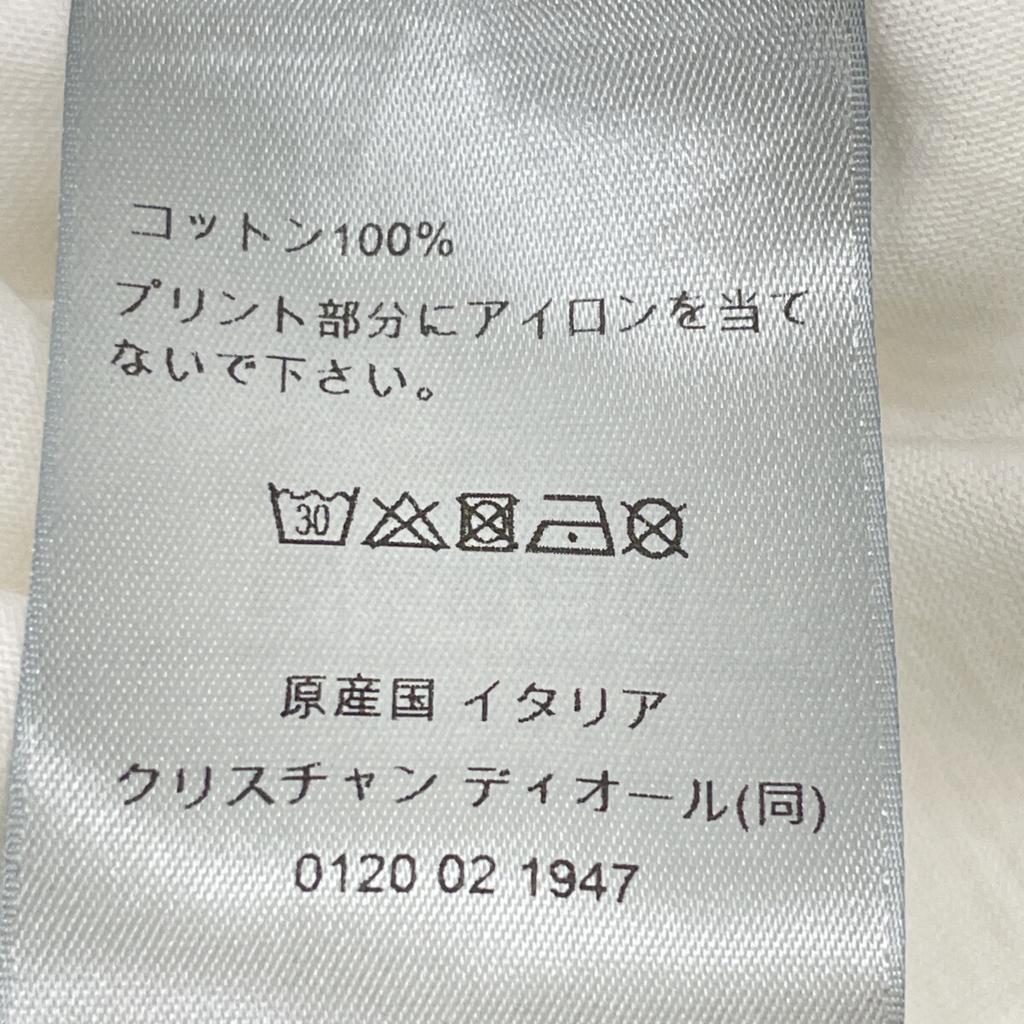 コットン100%
プリント部分にアイロンを当て
ないで下さい。
30
原産国 イタリア
クリスチャン ディオール(同)
0120 02 1947